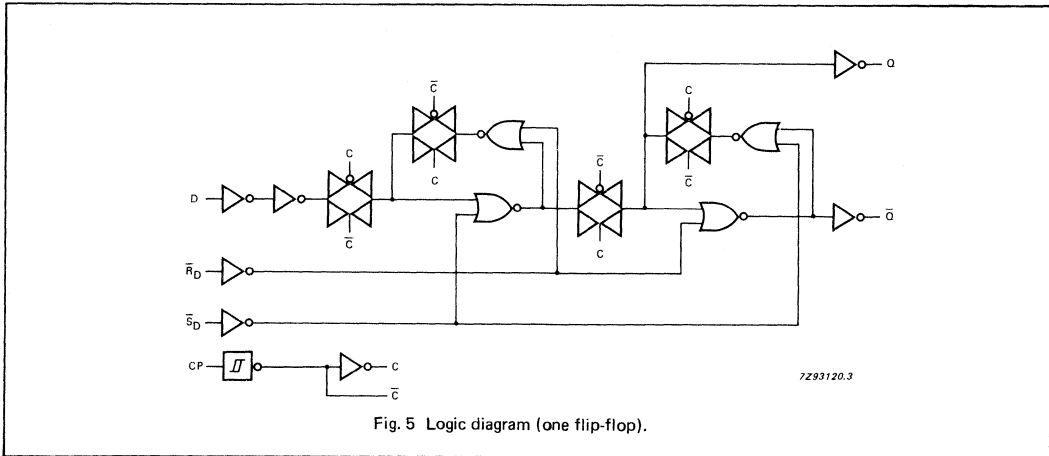 Q
C̅
C
C
C̅
C
C̅
D
C̅
C
C̅
C
Q̅
R̅D
S̅D
CP
C
C̅
7Z93120.3
Fig. 5 Logic diagram (one flip-flop).